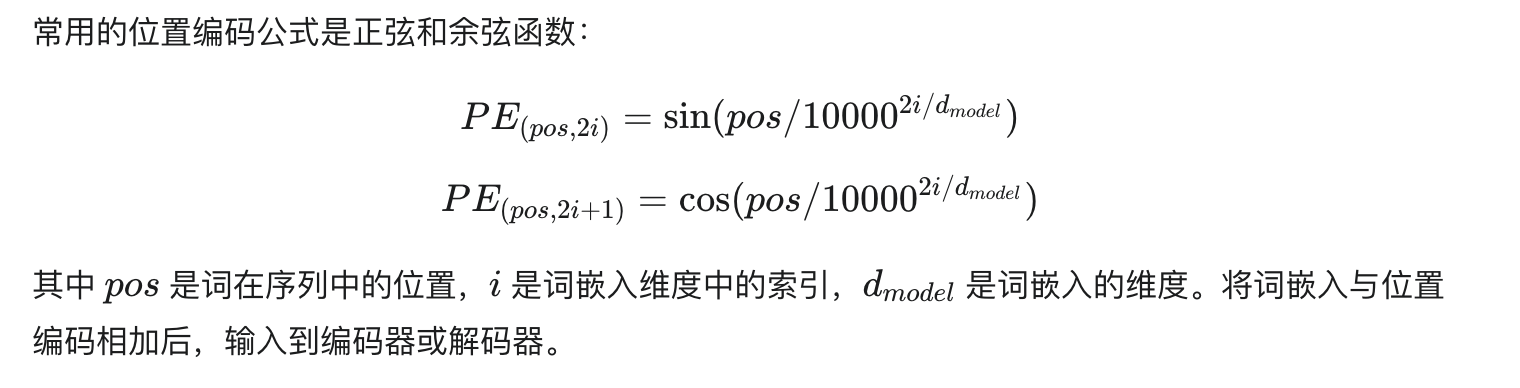 常用的位置编码公式是正弦和余弦函数：
$PE_{(pos,2i)} = \sin(pos/10000^{2i/d_{model}})$
$PE_{(pos,2i+1)} = \cos(pos/10000^{2i/d_{model}})$
其中 $pos$ 是词在序列中的位置，$i$ 是词嵌入维度中的索引，$d_{model}$ 是词嵌入的维度。将词嵌入与位置
编码相加后，输入到编码器或解码器。